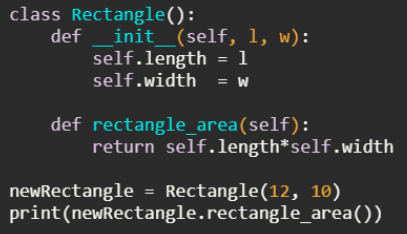 class Rectangle():
    def __init__(self, l, w):
        self.length = l
        self.width  = w

    def rectangle_area(self):
        return self.length*self.width

newRectangle = Rectangle(12, 10)
print(newRectangle.rectangle_area())